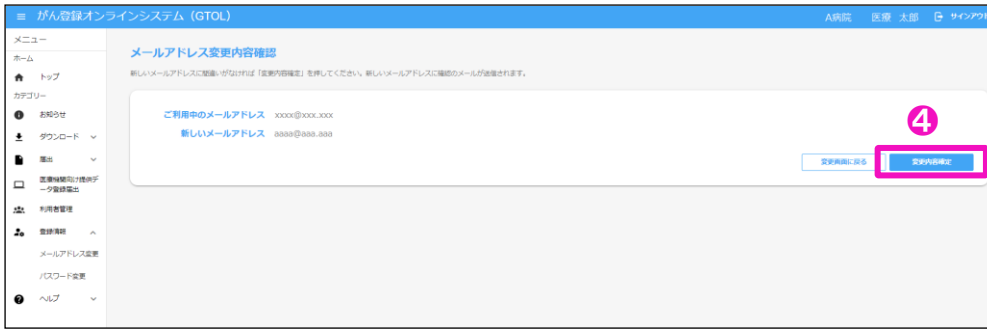 がん登録オンラインシステム（GTOL） A病院 医療 太郎 サインアウト
メニュー
ホーム
トップ
カテゴリー
お知らせ
ダウンロード
届出
医療機関向け提供デ
ータ登録届出
利用者管理
登録情報
メールアドレス変更
パスワード変更
ヘルプ
メールアドレス変更内容確認
新しいメールアドレスに間違いがなければ「変更内容確定」を押してください。新しいメールアドレスに確認のメールが送信されます。
ご利用中のメールアドレス xxxx@xxx.xxx
新しいメールアドレス aaaa@aaa.aaa
4
変更画面に戻る 変更内容確定